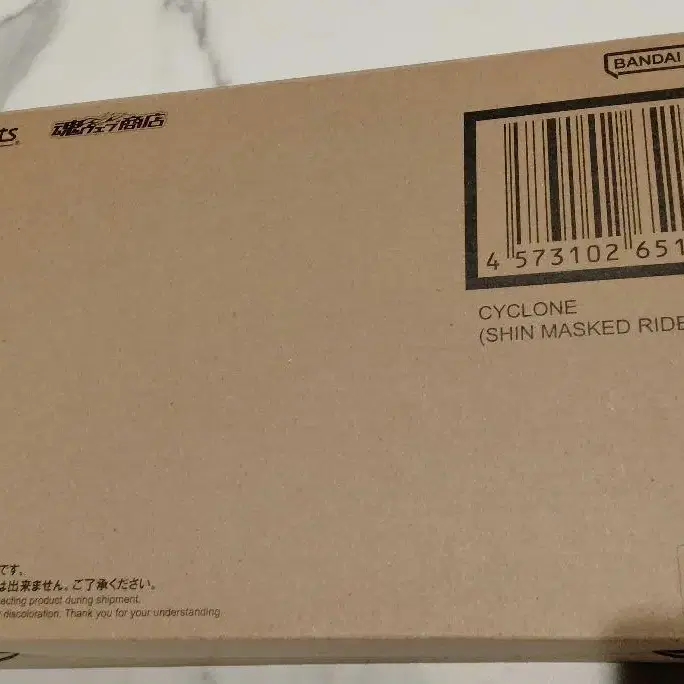 BANDAI
ts
魂ウェブ商店
4 573102 651
CYCLONE
(SHIN MASKED RIDE
です。
は出来ません。ご了承ください。
ecting product during shipment.
discoloration. Thank you for your understanding.